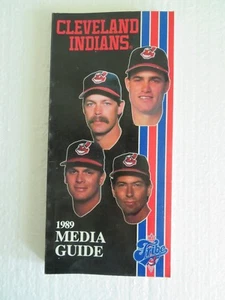 CLEVELAND
INDIANS
1989
MEDIA
GUIDE
Tribe